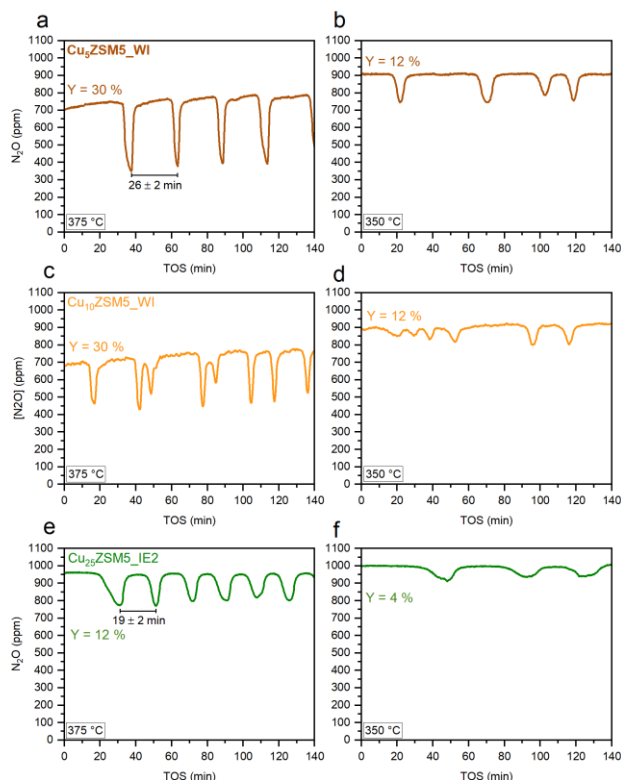 a
1100
1000
900
800
700
600
500
400
300
200
100
0
N₂O (ppm)
Cu₅ZSM5_WI
Y = 30 %
26 ± 2 min
375 °C
0 20 40 60 80 100 120 140
TOS (min)
b
1100
1000
900
800
700
600
500
400
300
200
100
0
Y = 12 %
350 °C
0 20 40 60 80 100 120 140
TOS (min)
c
1100
1000
900
800
700
600
500
400
300
200
100
0
[N2O] (ppm)
Cu₁₀ZSM5_WI
Y = 30 %
375 °C
0 20 40 60 80 100 120 140
TOS (min)
d
1100
1000
900
800
700
600
500
400
300
200
100
0
Y = 12 %
350 °C
0 20 40 60 80 100 120 140
TOS (min)
e
1100
1000
900
800
700
600
500
400
300
200
100
0
N₂O (ppm)
Cu₂₅ZSM5_IE2
19 ± 2 min
Y = 12 %
375 °C
0 20 40 60 80 100 120 140
TOS (min)
f
1100
1000
900
800
700
600
500
400
300
200
100
0
Y = 4 %
350 °C
0 20 40 60 80 100 120 140
TOS (min)